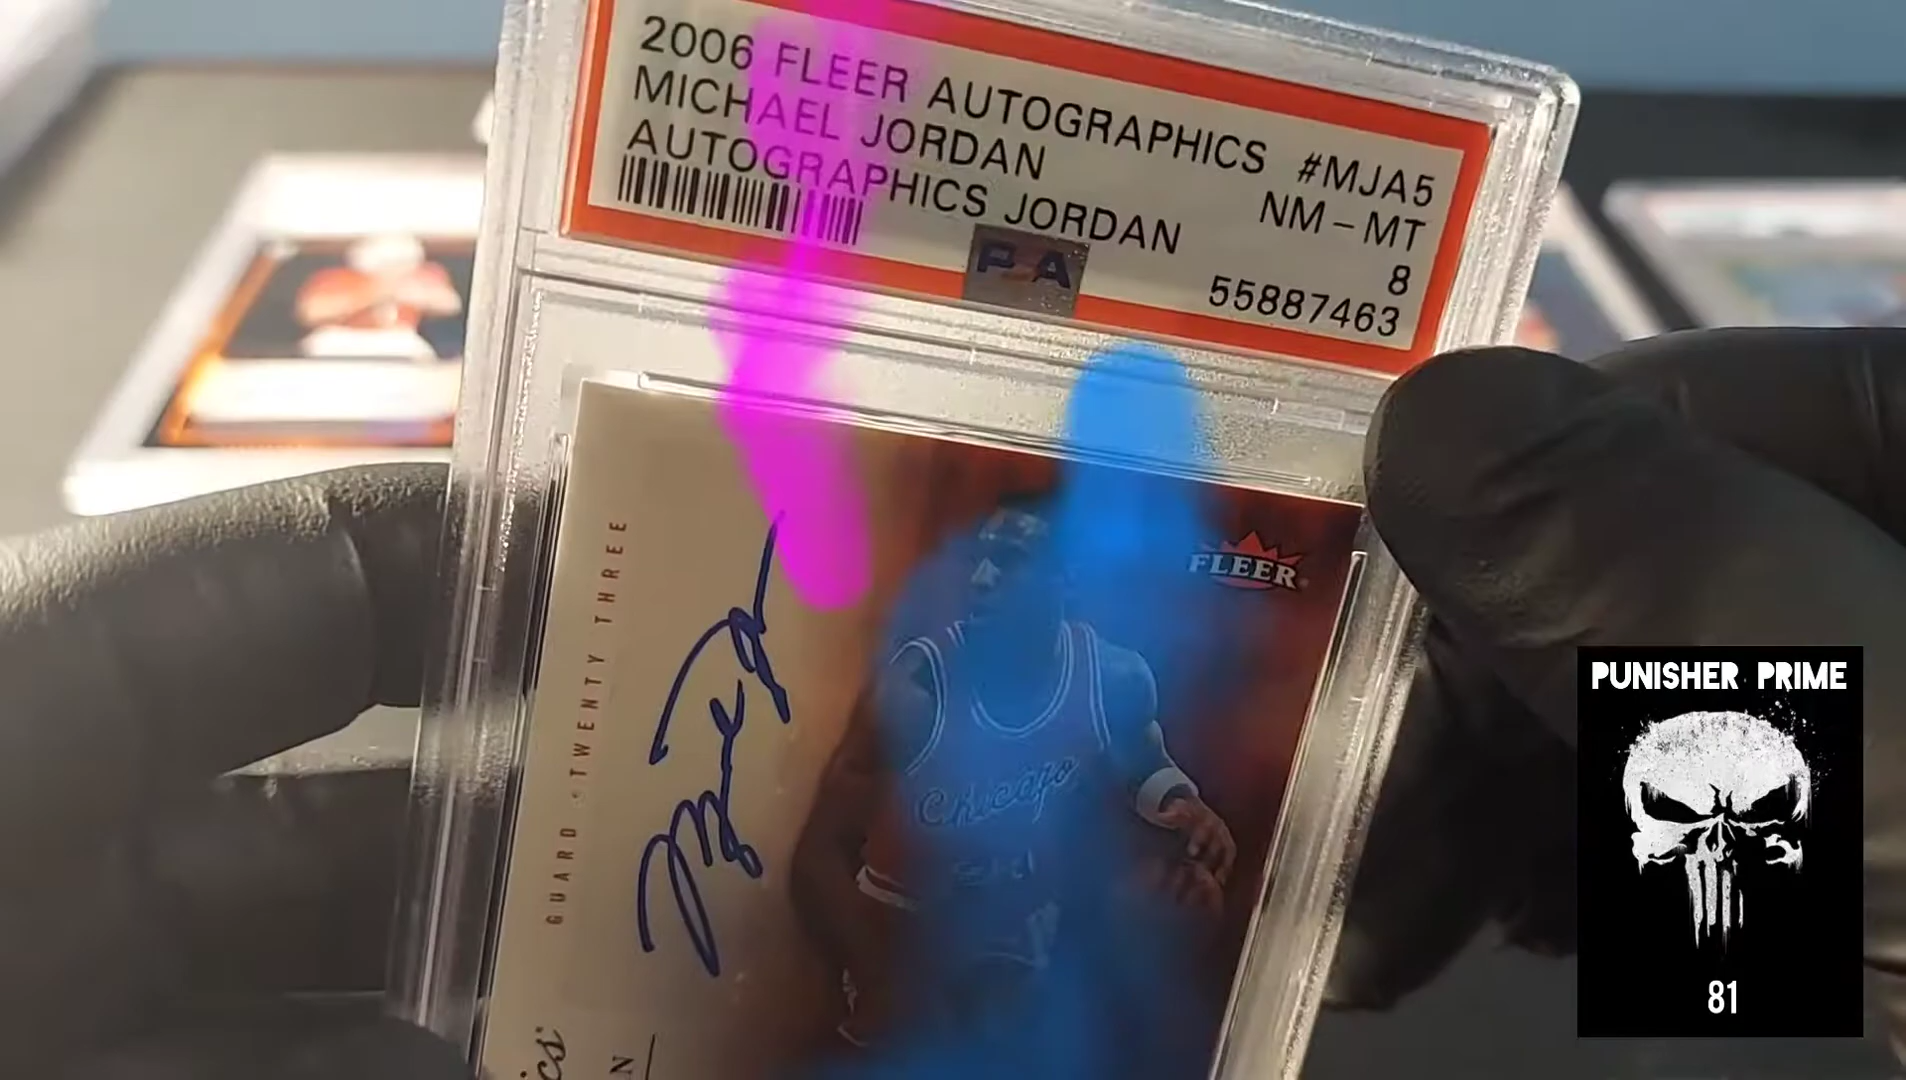 2006 FLEER AUTOGRAPHICS #MJA5
MICHAEL JORDAN NM-MT
AUTOGRAPHICS JORDAN 8
55887463
GUARD • TWENTY THREE
FLEER
Chicago
PUNISHER PRIME
81